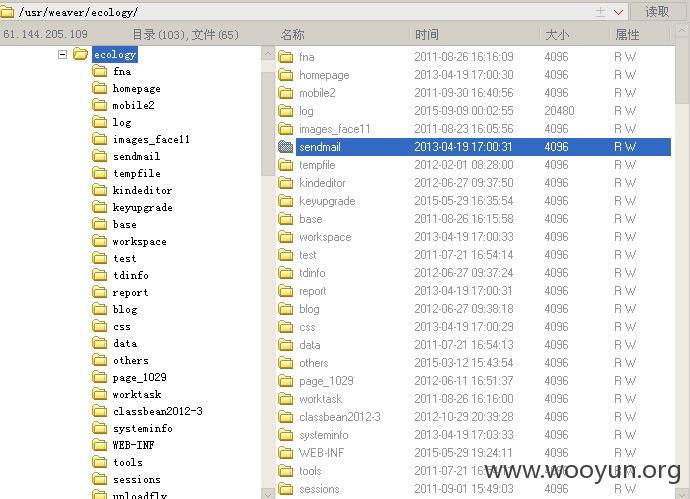 /usr/weaver/ecology/ 读取
61.144.205.109 目录(103),文件(65) 名称 时间 大小 属性
ecology
fna
homepage
mobile2
log
images_face11
sendmail
tempfile
kindeditor
keyupgrade
base
workspace
test
tdinfo
report
blog
css
data
others
page_1029
worktask
classbean2012-3
systeminfo
WEB-INF
tools
sessions
uploadfly
fna 2011-08-26 16:16:09 4096 R W
homepage 2013-04-19 17:00:30 4096 R W
mobile2 2011-09-30 16:40:56 4096 R W
log 2015-09-09 00:02:55 20480 R W
images_face11 2011-08-23 16:05:56 4096 R W
sendmail 2013-04-19 17:00:31 4096 R W
tempfile 2012-02-01 08:28:00 4096 R W
kindeditor 2012-06-27 09:37:50 4096 R W
keyupgrade 2015-05-29 16:35:54 4096 R W
base 2011-08-26 16:15:58 4096 R W
workspace 2013-04-19 17:00:33 4096 R W
test 2011-07-21 16:54:14 4096 R W
tdinfo 2012-06-27 09:37:24 4096 R W
report 2013-04-19 17:00:31 4096 R W
blog 2012-06-27 09:38:18 4096 R W
css 2013-04-19 17:00:29 4096 R W
data 2011-07-21 16:54:13 4096 R W
others 2015-03-12 15:43:54 4096 R W
page_1029 2012-06-11 16:51:37 4096 R W
worktask 2011-08-26 16:16:00 4096 R W
classbean2012-3 2012-10-29 20:39:28 4096 R W
systeminfo 2013-04-19 17:00:33 4096 R W
WEB-INF 2015-05-29 19:24:11 4096 R W
tools 2011-07-21 16: 4096 R W
sessions 2011-09-01 15:49:03 4096 R W
www.wooyun.org